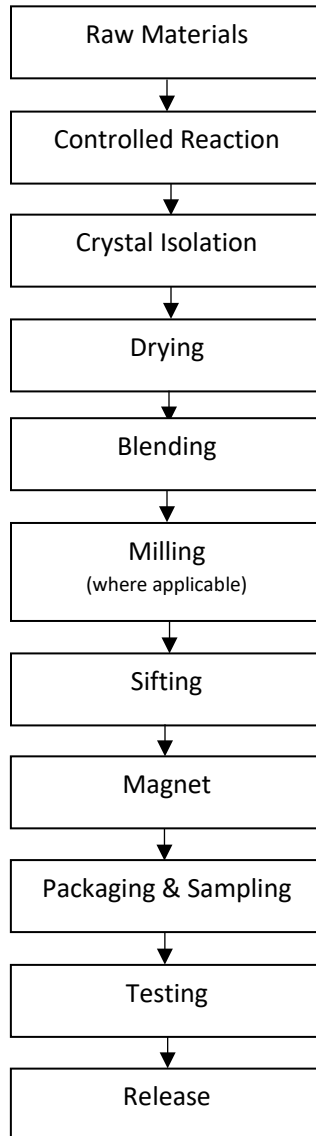 Raw Materials
Controlled Reaction
Crystal Isolation
Drying
Blending
Milling
(where applicable)
Sifting
Magnet
Packaging & Sampling
Testing
Release